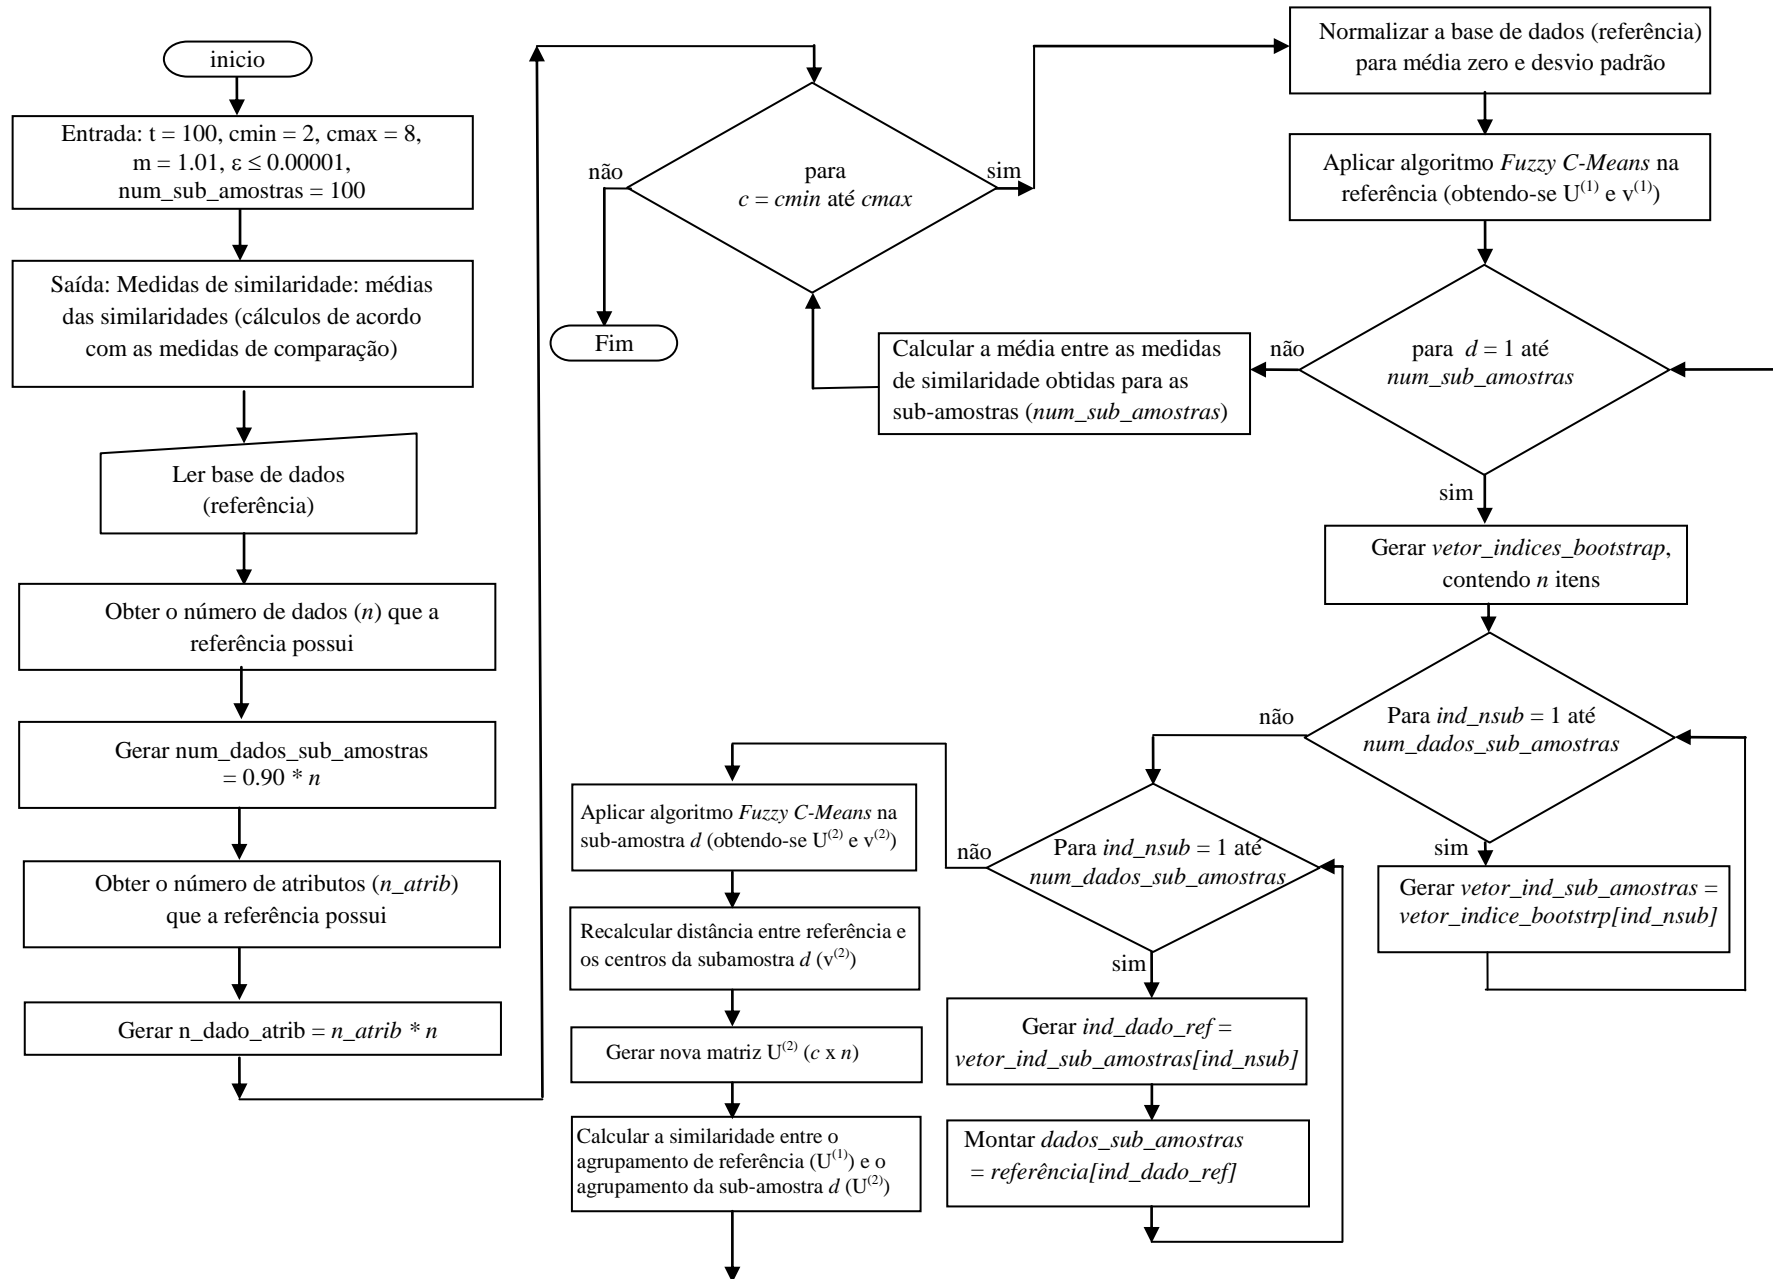 inicio
Entrada: t = 100, cmin = 2, cmax = 8,
m = 1.01, ε ≤ 0.00001,
num_sub_amostras = 100
Saída: Medidas de similaridade: médias
das similaridades (cálculos de acordo
com as medidas de comparação)
Ler base de dados
(referência)
Obter o número de dados (n) que a
referência possui
Gerar num_dados_sub_amostras
= 0.90 * n
Obter o número de atributos (n_atrib)
que a referência possui
Gerar n_dado_atrib = n_atrib * n
para
c = cmin até cmax
não
sim
Fim
Normalizar a base de dados (referência)
para média zero e desvio padrão
Aplicar algoritmo Fuzzy C-Means na
referência (obtendo-se U(1) e v(1))
para d = 1 até
num_sub_amostras
não
sim
Calcular a média entre as medidas
de similaridade obtidas para as
sub-amostras (num_sub_amostras)
Gerar vetor_indices_bootstrap,
contendo n itens
Para ind_nsub = 1 até
num_dados_sub_amostras
não
sim
Gerar vetor_ind_sub_amostras =
vetor_indice_bootstrp[ind_nsub]
Para ind_nsub = 1 até
num_dados_sub_amostras
não
sim
Gerar ind_dado_ref =
vetor_ind_sub_amostras[ind_nsub]
Montar dados_sub_amostras
= referência[ind_dado_ref]
Aplicar algoritmo Fuzzy C-Means na
sub-amostra d (obtendo-se U(2) e v(2))
Recalcular distância entre referência e
os centros da subamostra d (v(2))
Gerar nova matriz U(2) (c x n)
Calcular a similaridade entre o
agrupamento de referência (U(1)) e o
agrupamento da sub-amostra d (U(2))